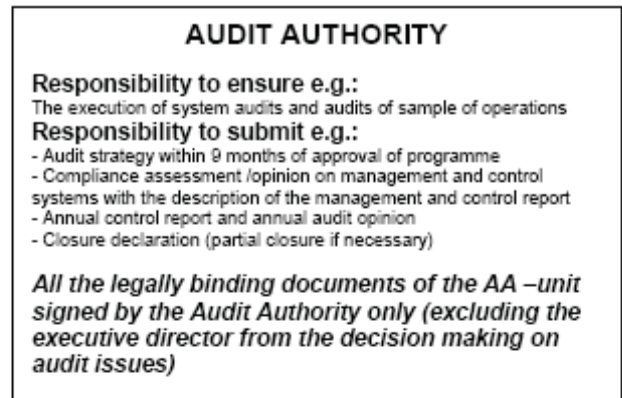 AUDIT AUTHORITY
Responsibility to ensure e.g.:
The execution of system audits and audits of sample of operations
Responsibility to submit e.g.:
- Audit strategy within 9 months of approval of programme
- Compliance assessment /opinion on management and control
systems with the description of the management and control report
- Annual control report and annual audit opinion
- Closure declaration (partial closure if necessary)
All the legally binding documents of the AA –unit
signed by the Audit Authority only (excluding the
executive director from the decision making on
audit issues)